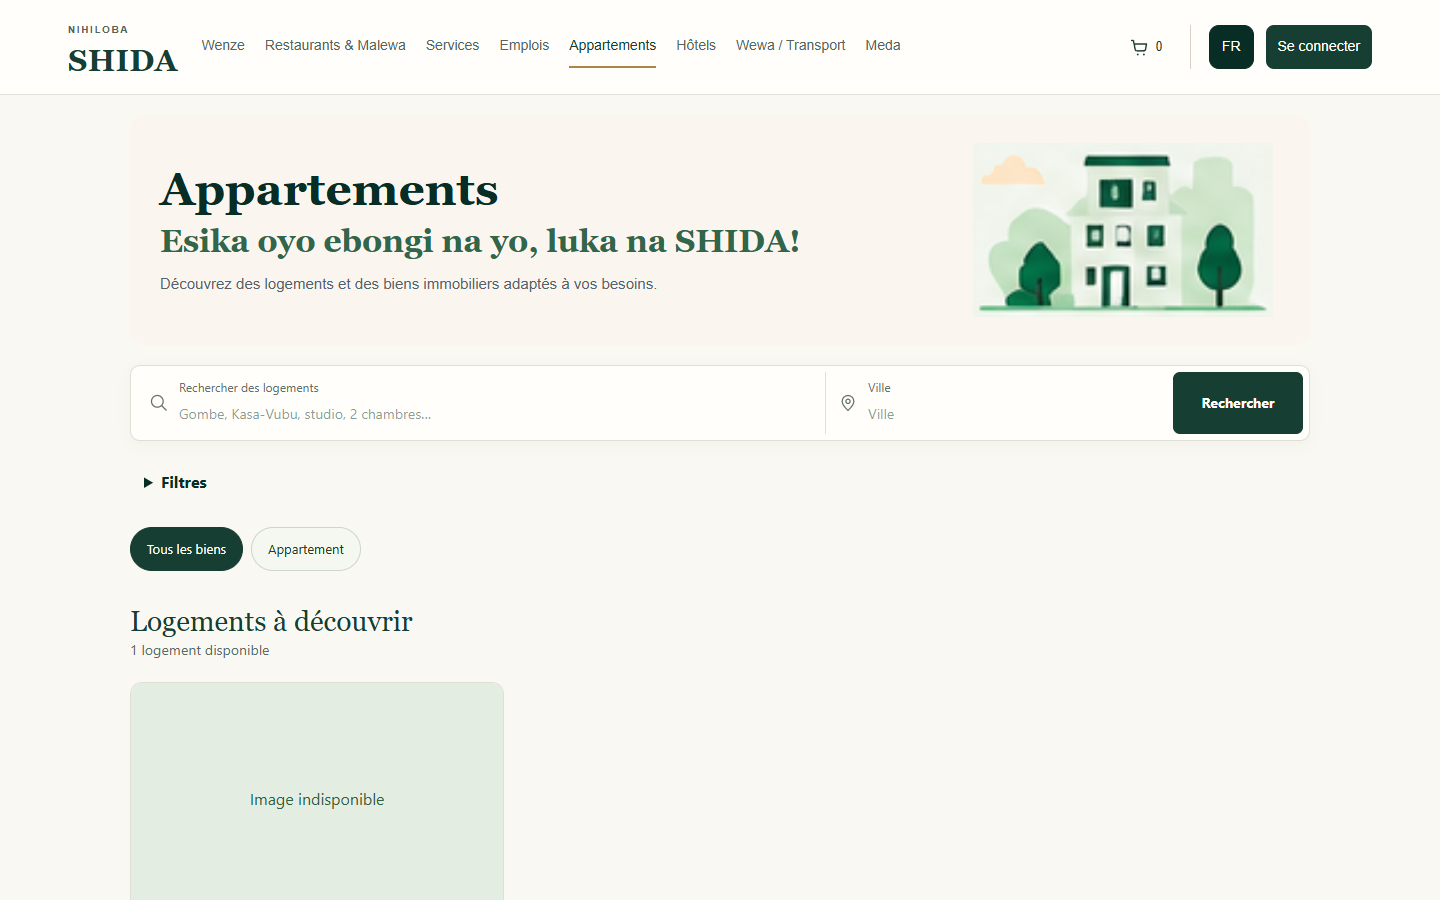 NIHILOBA
SHIDA
Wenze
Restaurants & Malewa
Services
Emplois
Appartements
Hôtels
Wewa / Transport
Meda
0
FR
Se connecter
Appartements
Esika oyo ebongi na yo, luka na SHIDA!
Découvrez des logements et des biens immobiliers adaptés à vos besoins.
Rechercher des logements
Gombe, Kasa-Vubu, studio, 2 chambres...
Ville
Ville
Rechercher
Filtres
Tous les biens
Appartement
Logements à découvrir
1 logement disponible
Image indisponible